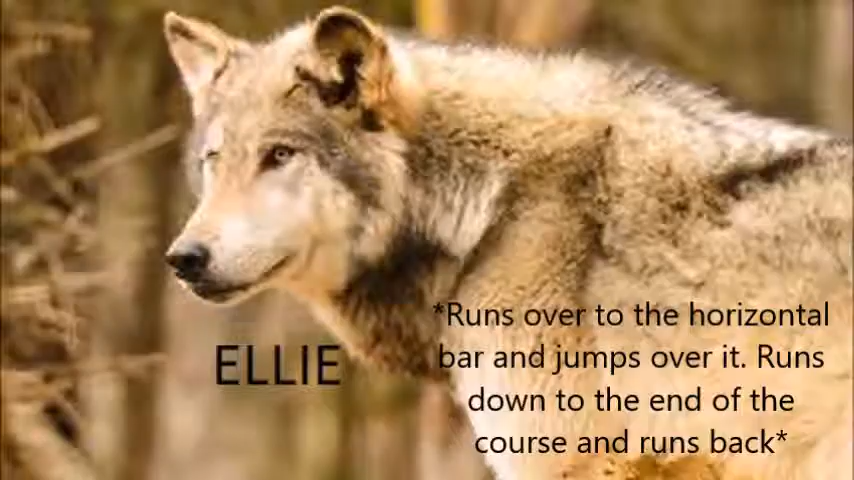 ELLIE
*Runs over to the horizontal
bar and jumps over it. Runs
down to the end of the
course and runs back*